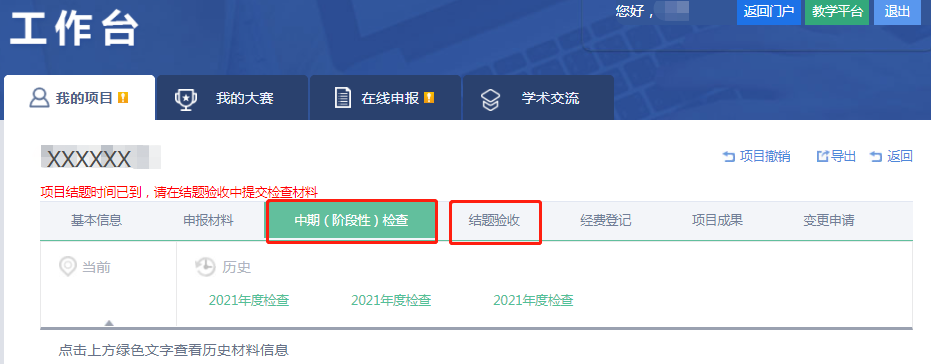 您好，
返回门户 教学平台 退出
工作台
我的项目 我的大赛 在线申报 学术交流
XXXXXX
项目撤销 导出 返回
项目结题时间已到，请在结题验收中提交检查材料
基本信息 申报材料 中期（阶段性）检查 结题验收 经费登记 项目成果 变更申请
当前 历史
2021年度检查 2021年度检查 2021年度检查
点击上方绿色文字查看历史材料信息